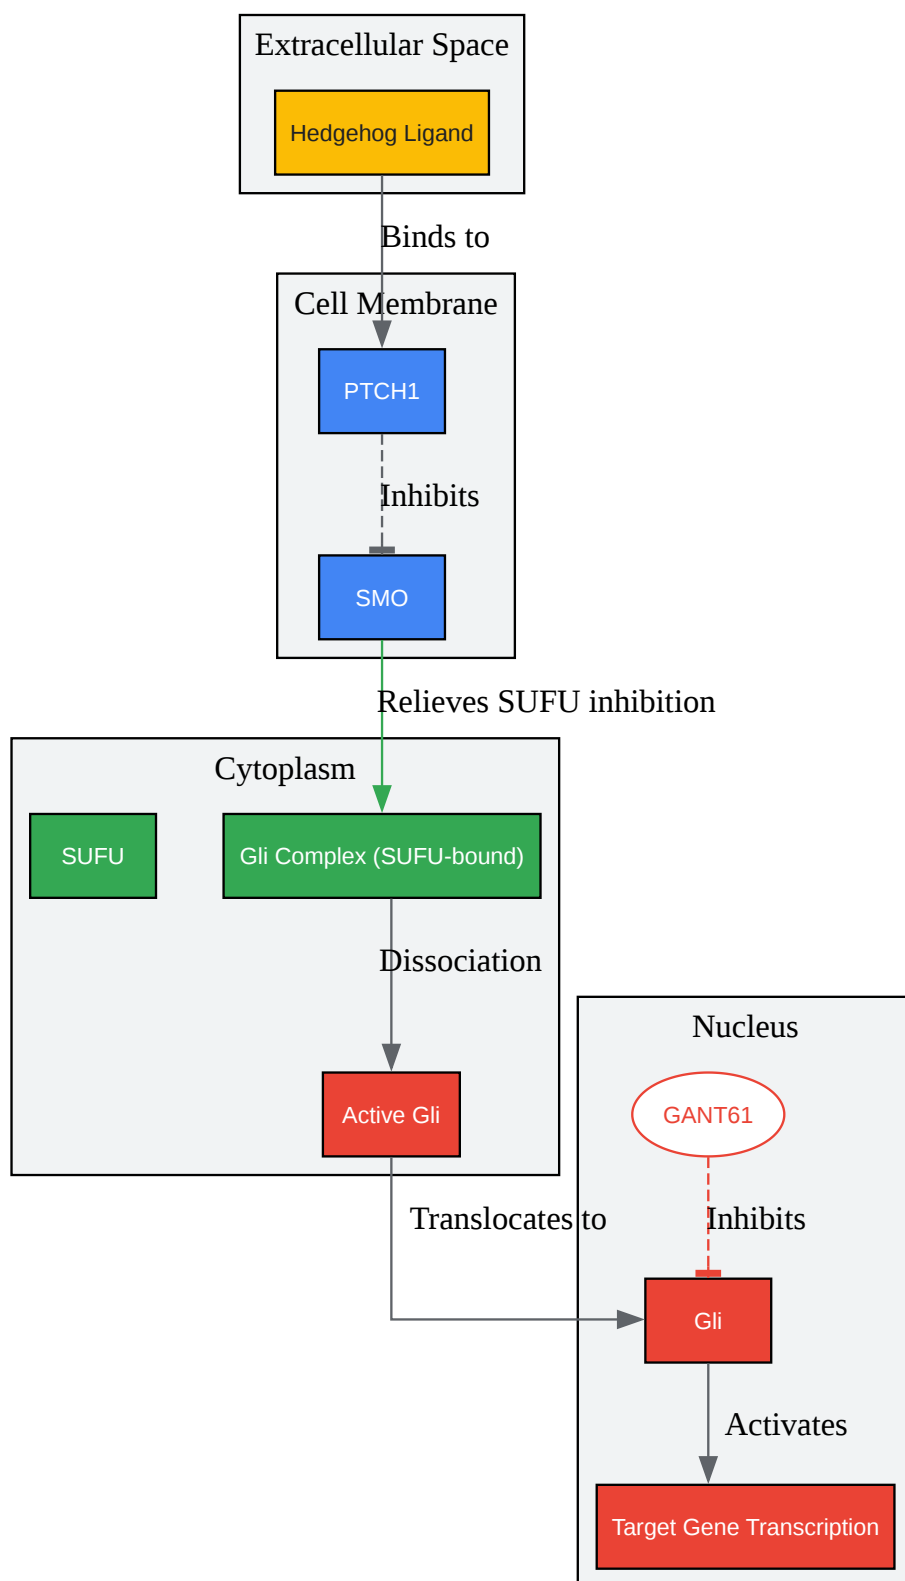 Extracellular Space
Hedgehog Ligand
Binds to
Cell Membrane
PTCH1
Inhibits
SMO
Relieves SUFU inhibition
Cytoplasm
SUFU
Gli Complex (SUFU-bound)
Dissociation
Active Gli
Translocates to
Nucleus
GANT61
Inhibits
Gli
Activates
Target Gene Transcription